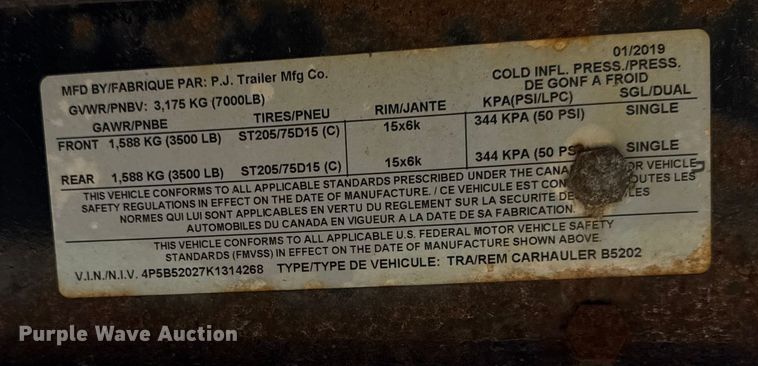 01/2019
MFD BY/FABRIQUE PAR: P.J. Trailer Mfg Co.
COLD INFL. PRESS./PRESS.
DE GONF A FROID
GVWR/PNBV: 3,175 KG (7000LB)
GAWR/PNBE TIRES/PNEU RIM/JANTE KPA(PSI/LPC) SGL/DUAL
FRONT 1,588 KG (3500 LB) ST205/75D15 (C) 15x6k 344 KPA (50 PSI) SINGLE
REAR 1,588 KG (3500 LB) ST205/75D15 (C) 15x6k 344 KPA (50 SINGLE
THIS VEHICLE CONFORMS TO ALL APPLICABLE STANDARDS PRESCRIBED UNDER THE VEHICLE
SAFETY REGULATIONS IN EFFECT ON THE DATE OF MANUFACTURE. / CE VEHICULE EST LES
NORMES QUI LUI SONT APPLICABLES EN VERTU DU REGLEMENT SUR LA SECURITE
AUTOMOBILES DU CANADA EN VIGUEUR A LA DATE DE SA FABRICATION.
THIS VEHICLE CONFORMS TO ALL APPLICABLE U.S. FEDERAL MOTOR VEHICLE SAFETY
STANDARDS (FMVSS) IN EFFECT ON THE DATE OF MANUFACTURE SHOWN ABOVE.
V.I.N./N.I.V. 4P5B52027K1314268 TYPE/TYPE DE VEHICULE: TRA/REM CARHAULER B5202
Purple Wave Auction